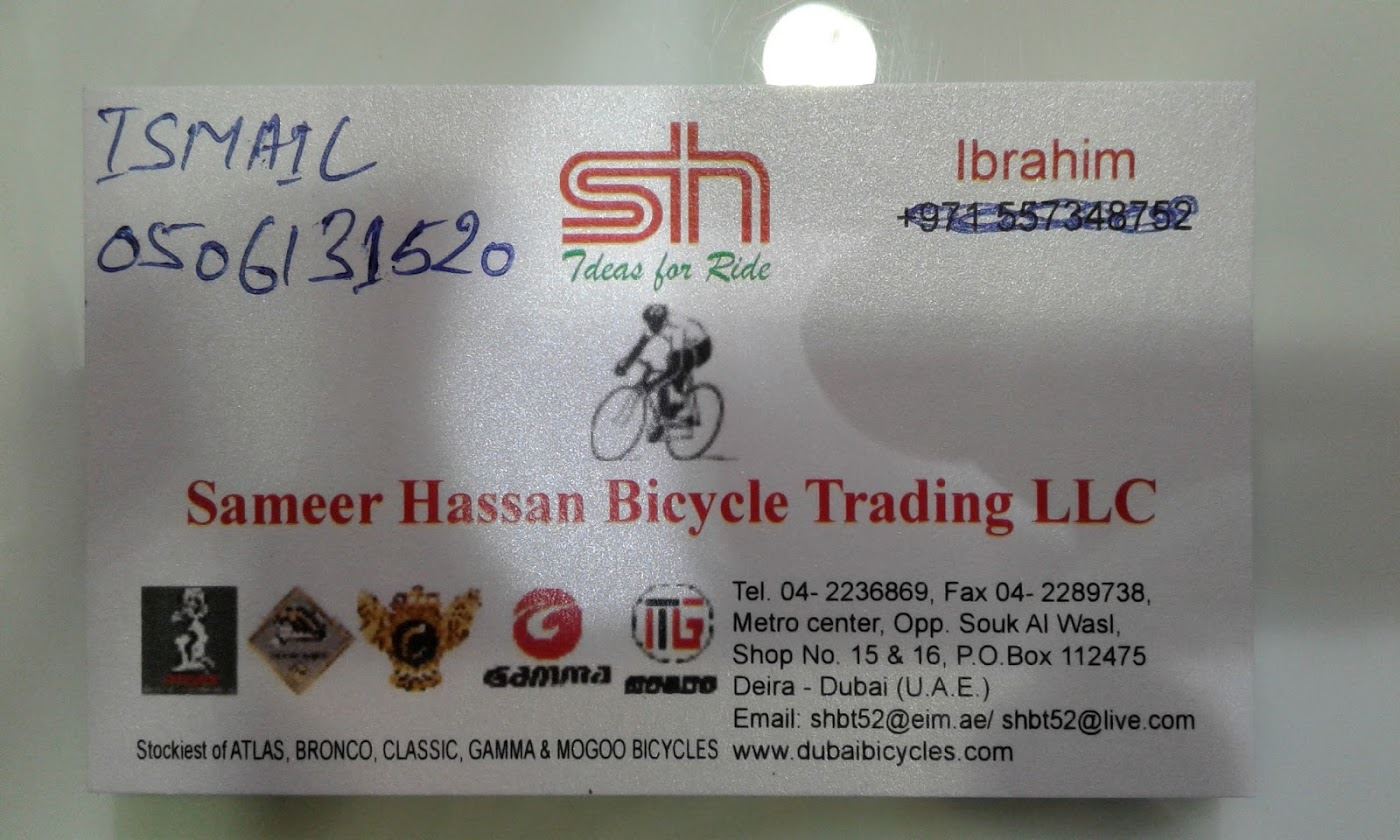 ISMAIL
0506131520
sh
Ideas for Ride
Ibrahim
+971 557348752
Sameer Hassan Bicycle Trading LLC
GAMMA
MOGOO
Tel. 04- 2236869, Fax 04- 2289738,
Metro center, Opp. Souk Al Wasl,
Shop No. 15 & 16, P.O.Box 112475
Deira - Dubai (U.A.E.)
Email: shbt52@eim.ae/ shbt52@live.com
Stockiest of ATLAS, BRONCO, CLASSIC, GAMMA & MOGOO BICYCLES
www.dubaibicycles.com